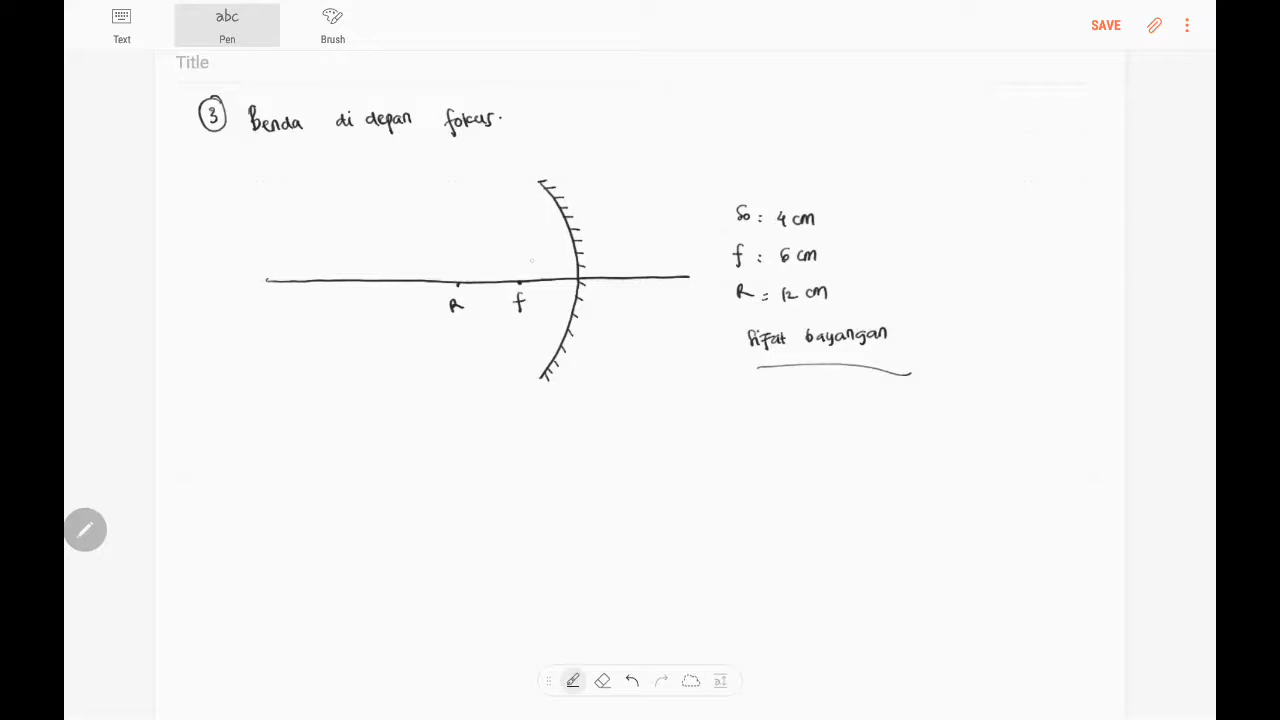 Text
abc
Pen
Brush
SAVE
Title
3 Benda di depan fokus.
So : 4 cm
f : 6 cm
R = 12 cm
Sifat bayangan
R
f